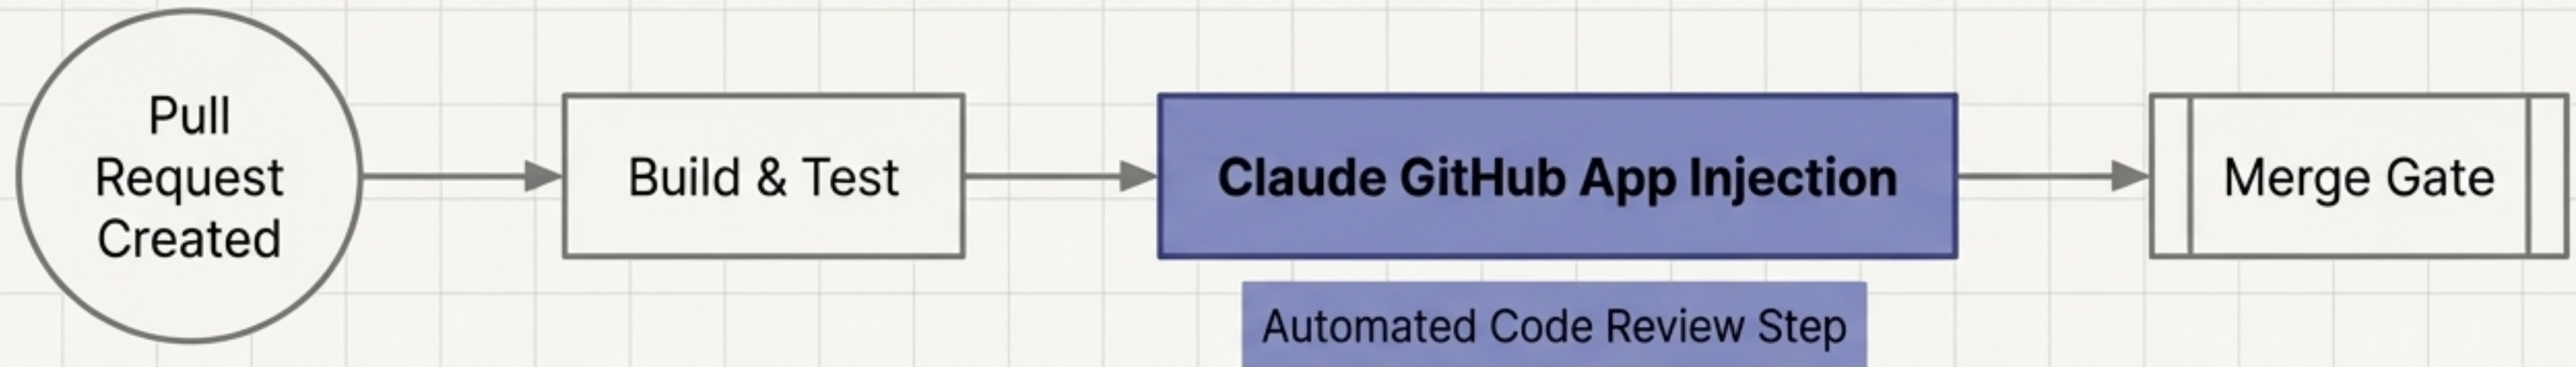 Pull
Request
Created
Build & Test
Claude GitHub App Injection
Merge Gate
Automated Code Review Step